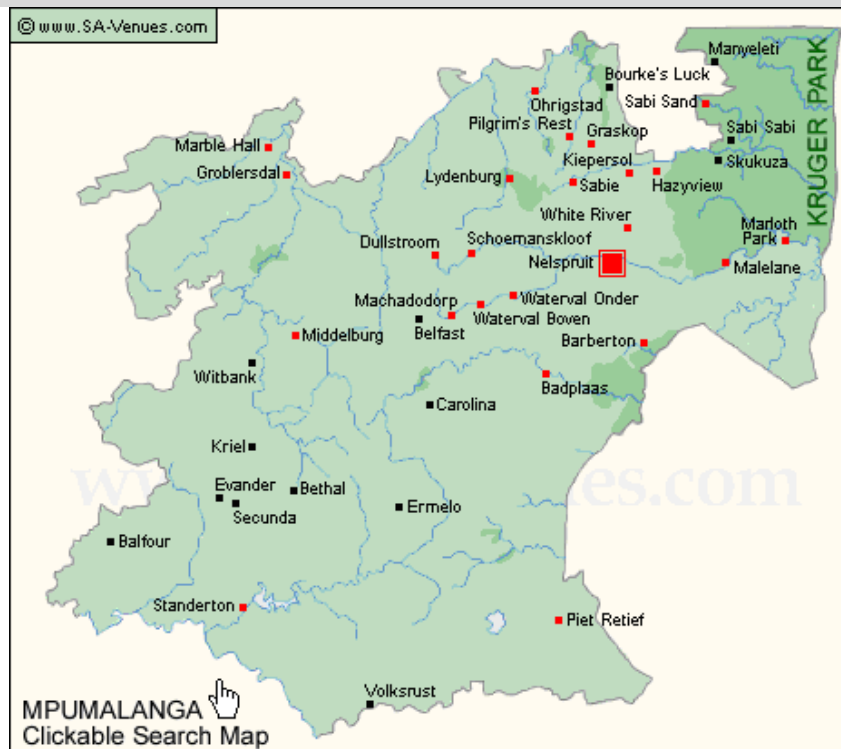 © www.SA-Venues.com
KRUGER PARK
Manyeleti
Bourke's Luck
Ohrigstad
Sabi Sand
Pilgrim's Rest
Graskop
Sabi Sabi
Marble Hall
Kiepersol
Skukuza
Groblersdal
Lydenburg
Sabie
Hazyview
White River
Marloth
Park
Dullstroom
Schoemanskloof
Nelspruit
Malelane
Machadodorp
Waterval Onder
Belfast
Waterval Boven
Middelburg
Barberton
Witbank
Badplaas
Carolina
Kriel
Evander
Bethal
Secunda
Ermelo
Balfour
Standerton
Piet Retief
Volksrust
MPUMALANGA
Clickable Search Map